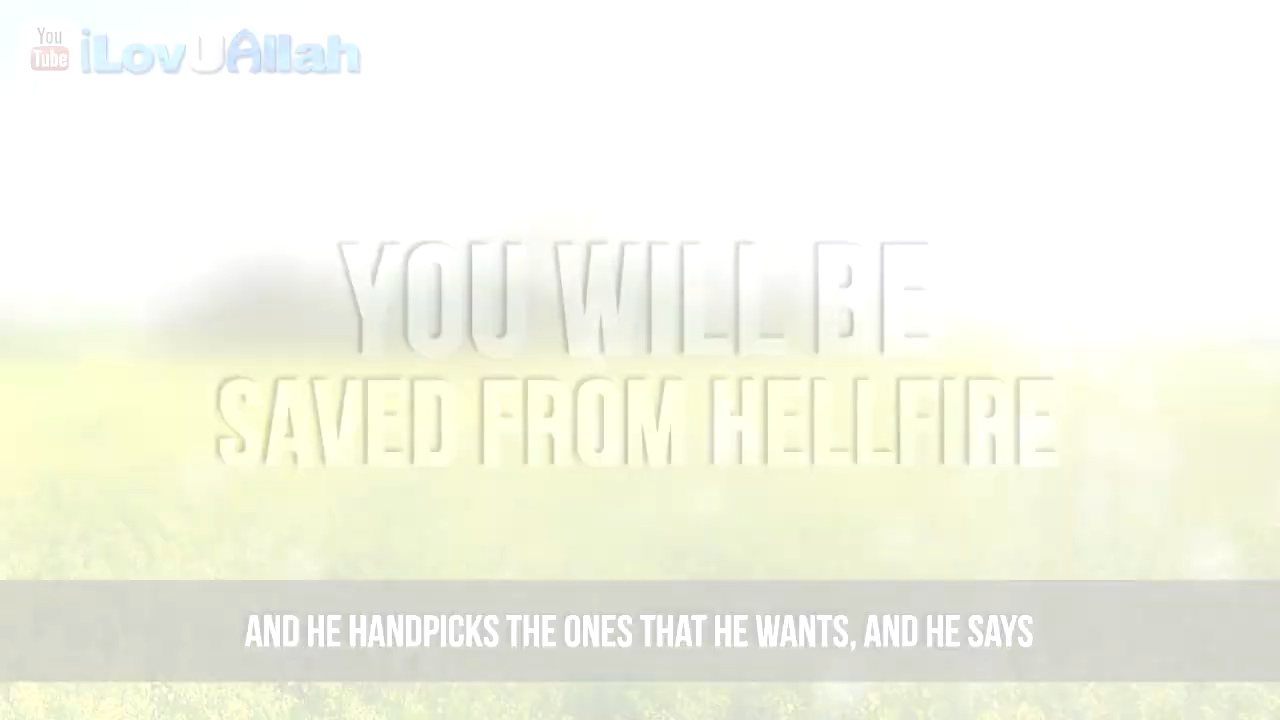 You
Tube iLovUAllah
YOU WILL BE
SAVED FROM HELLFIRE
AND HE HANDPICKS THE ONES THAT HE WANTS, AND HE SAYS